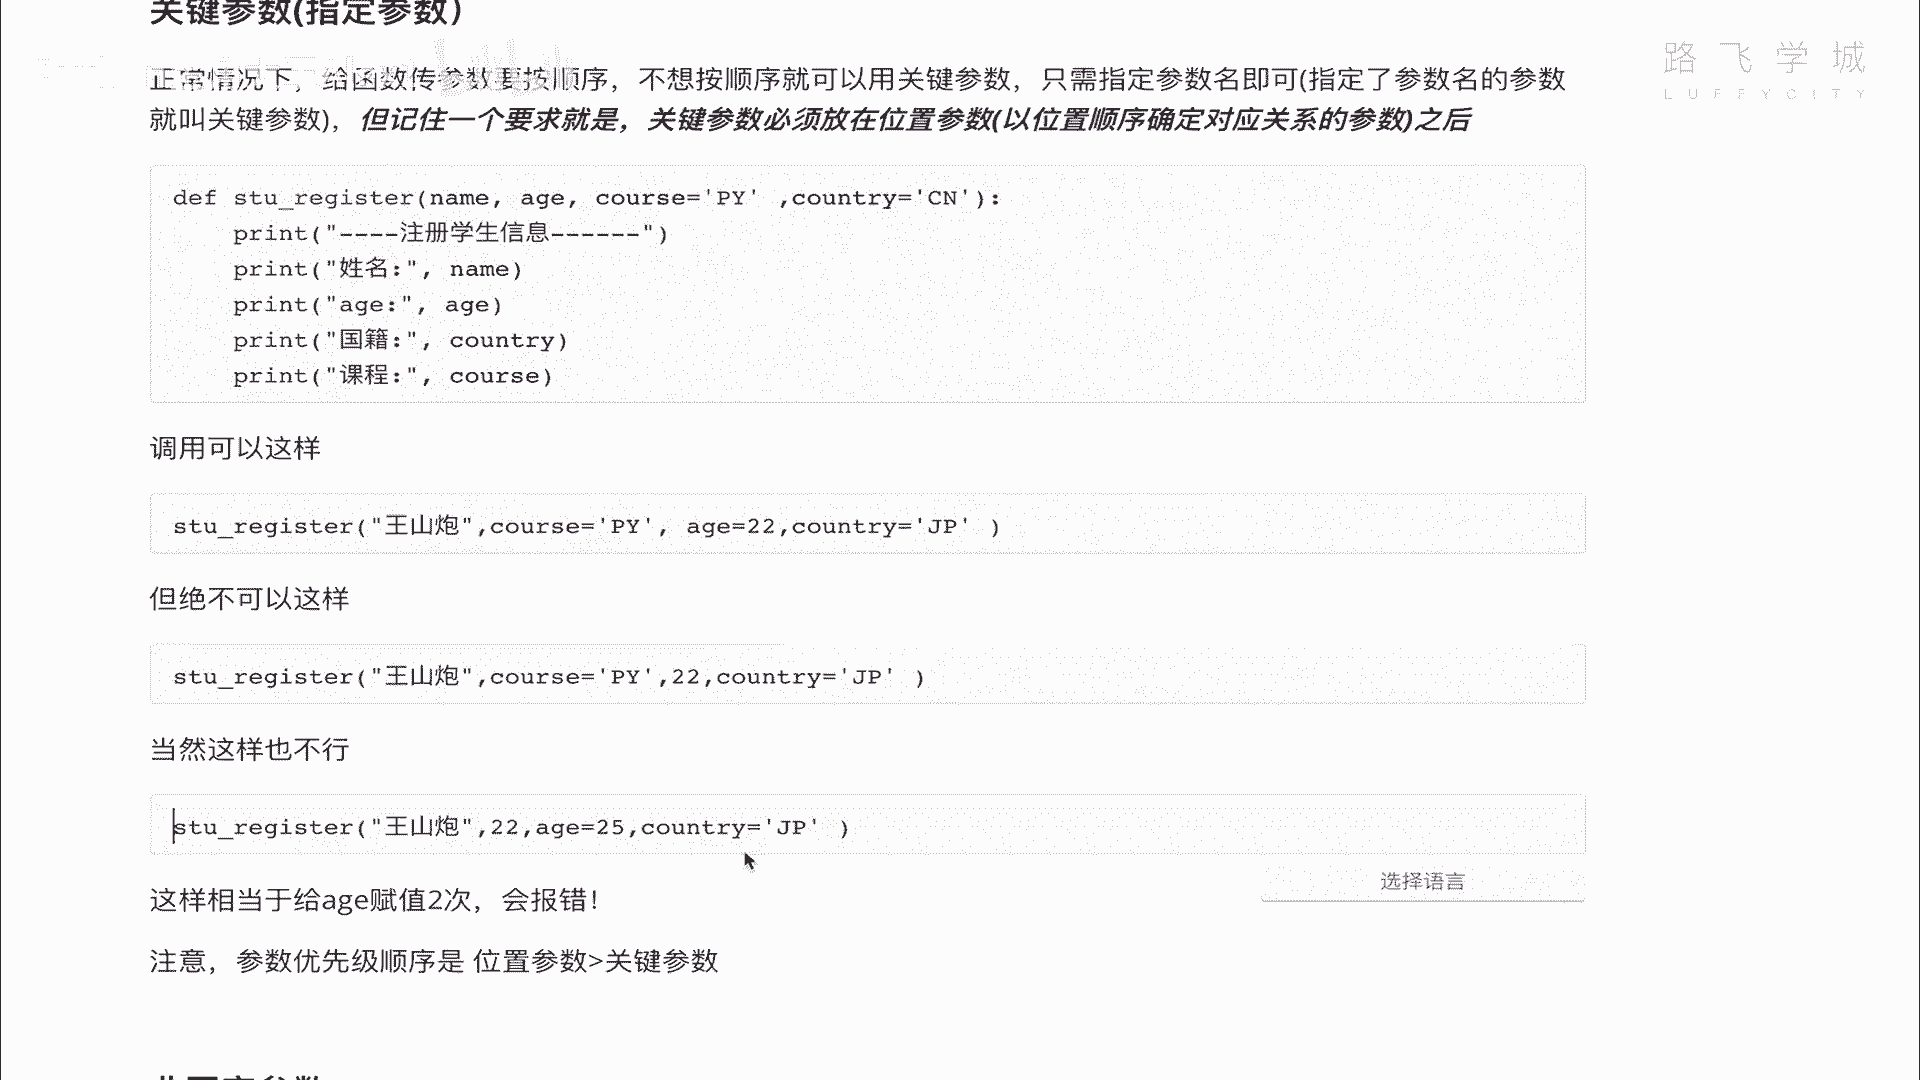 关键参数(指定参数)
路飞学城
LUFFYCITY
正常情况下，给函数传参数要按顺序，不想按顺序就可以用关键参数，只需指定参数名即可(指定了参数名的参数
就叫关键参数)，但记住一个要求就是，关键参数必须放在位置参数(以位置顺序确定对应关系的参数)之后
def stu_register(name, age, course='PY' ,country='CN'):
    print("----注册学生信息------")
    print("姓名:", name)
    print("age:", age)
    print("国籍:", country)
    print("课程:", course)
调用可以这样
stu_register("王山炮",course='PY', age=22,country='JP' )
但绝不可以这样
stu_register("王山炮",course='PY',22,country='JP' )
当然这样也不行
stu_register("王山炮",22,age=25,country='JP' )
选择语言
这样相当于给age赋值2次，会报错！
注意，参数优先级顺序是 位置参数>关键参数